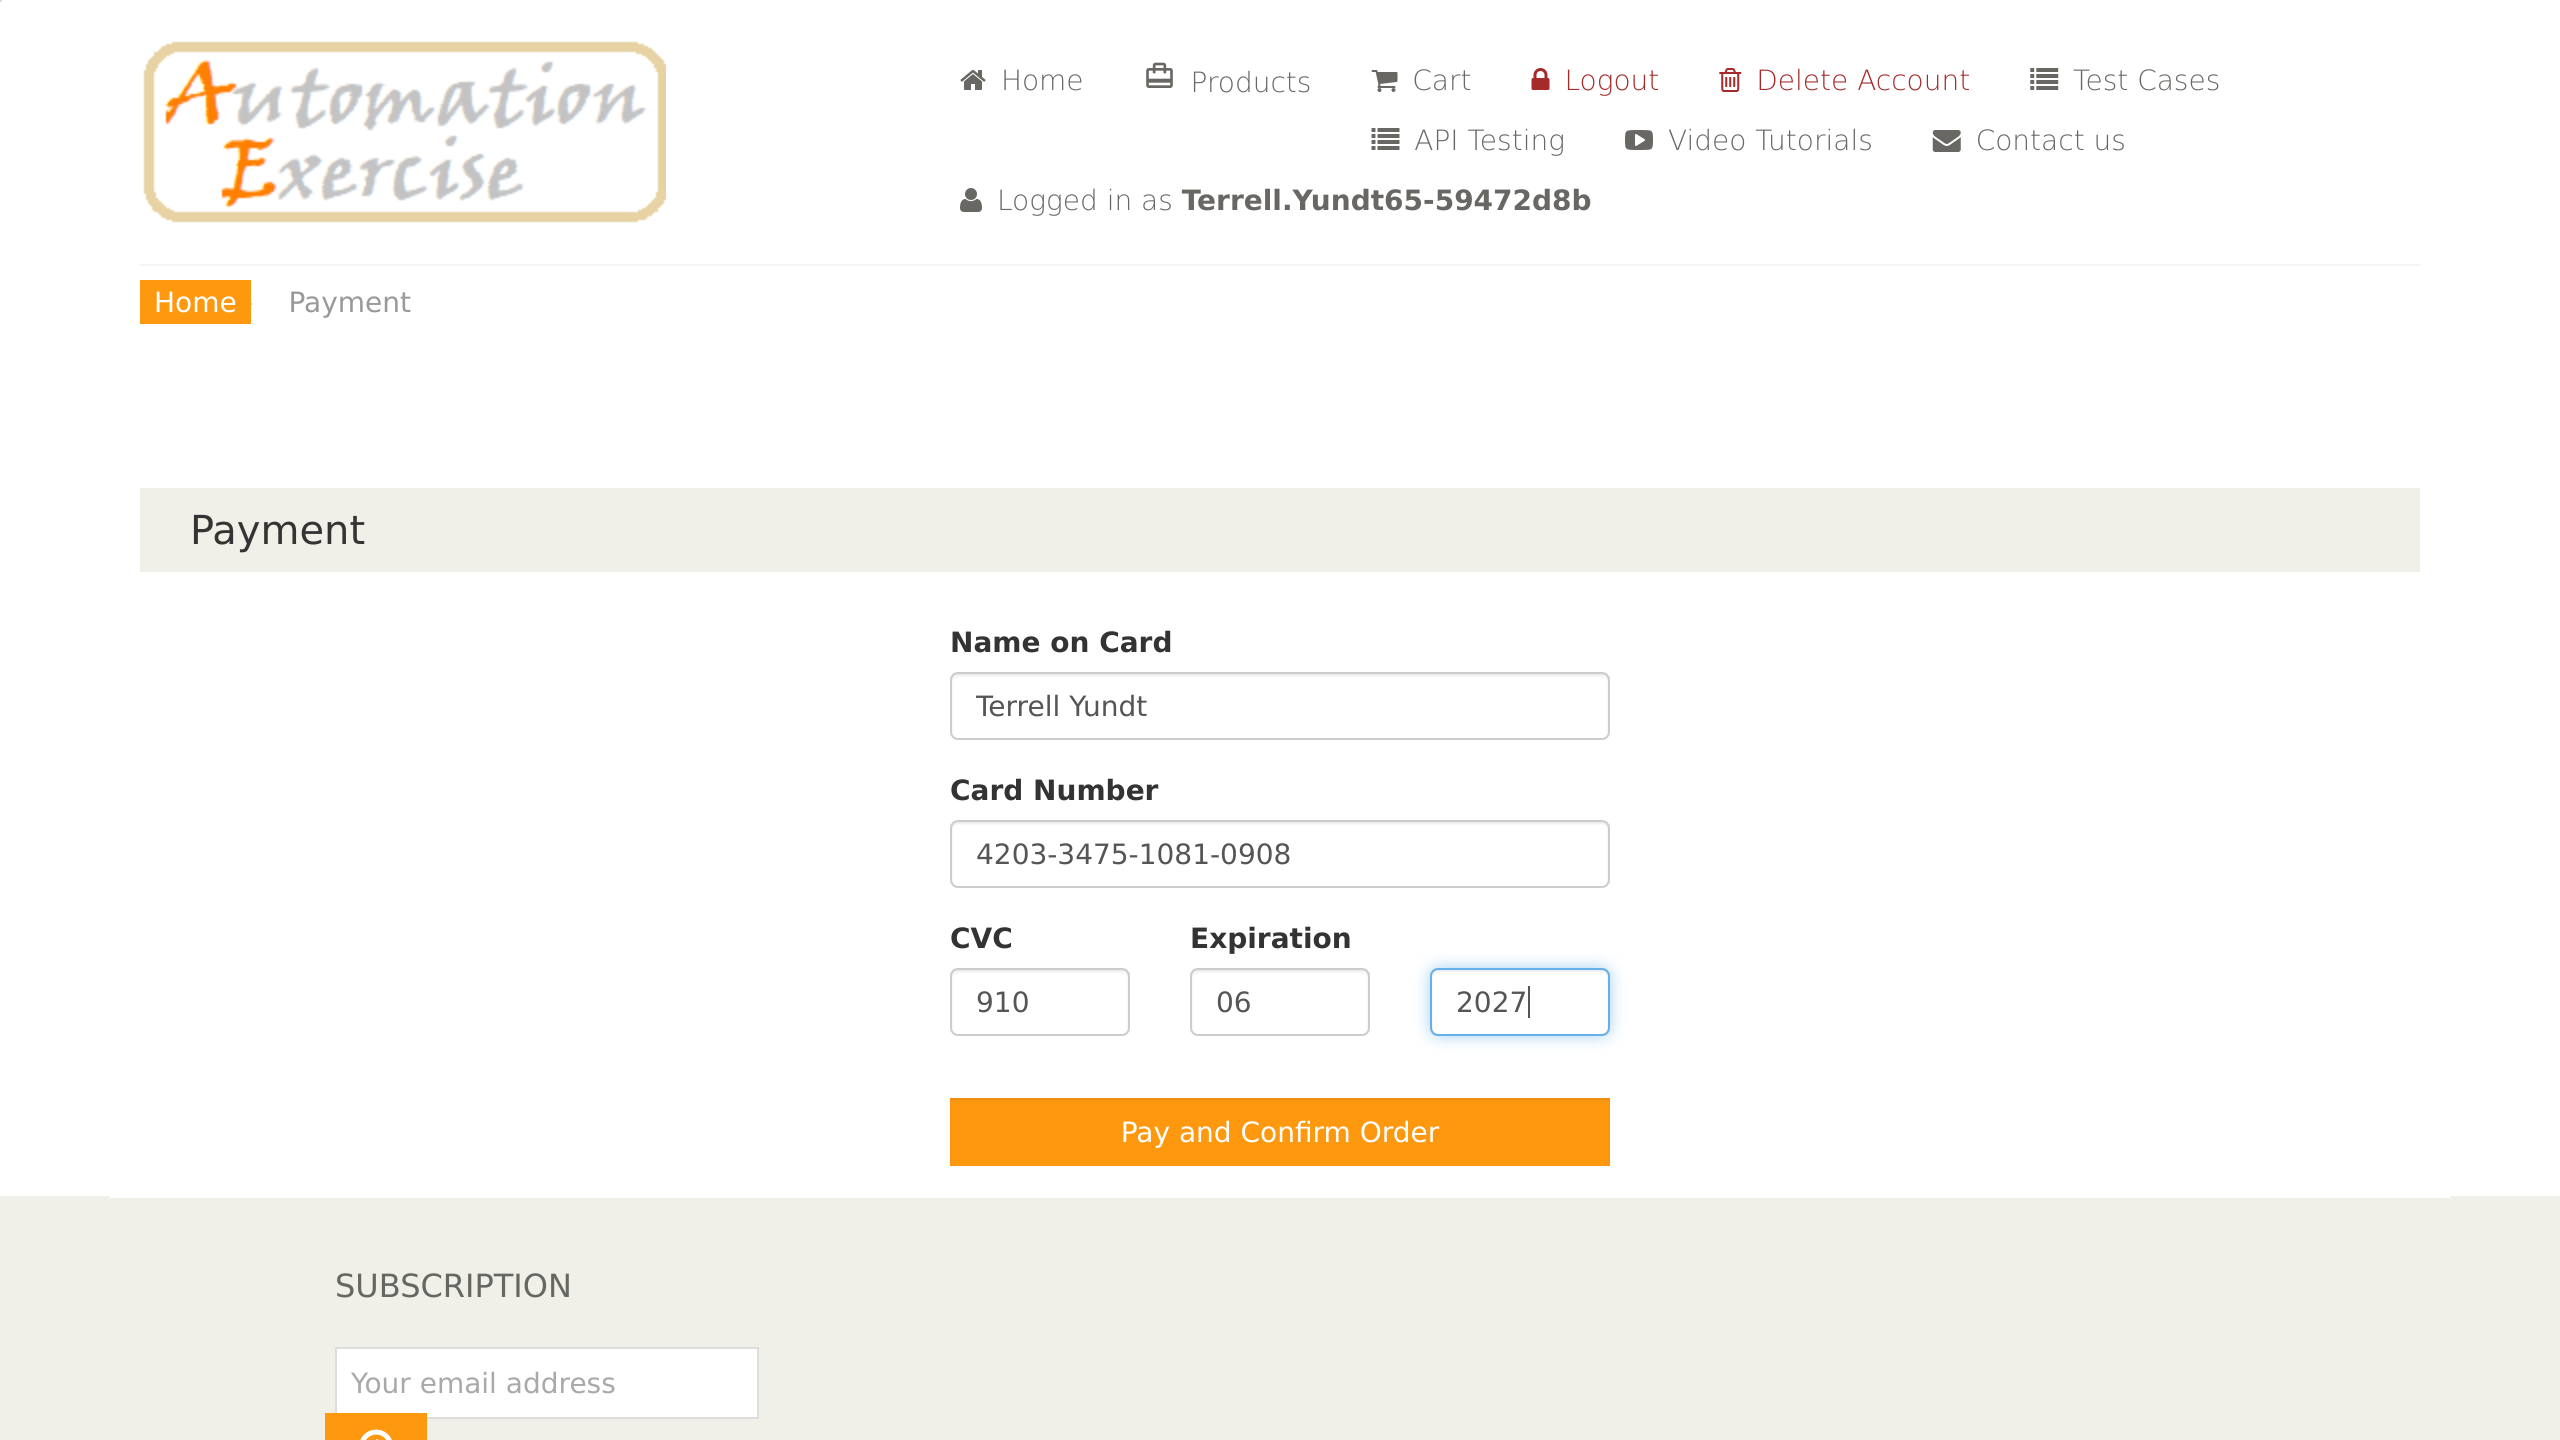 Automation
Exercise
Home Products Cart Logout Delete Account Test Cases
API Testing Video Tutorials Contact us
Logged in as Terrell.Yundt65-59472d8b
Home Payment
Payment
Name on Card
Terrell Yundt
Card Number
4203-3475-1081-0908
CVC Expiration
910 06 2027
Pay and Confirm Order
SUBSCRIPTION
Your email address